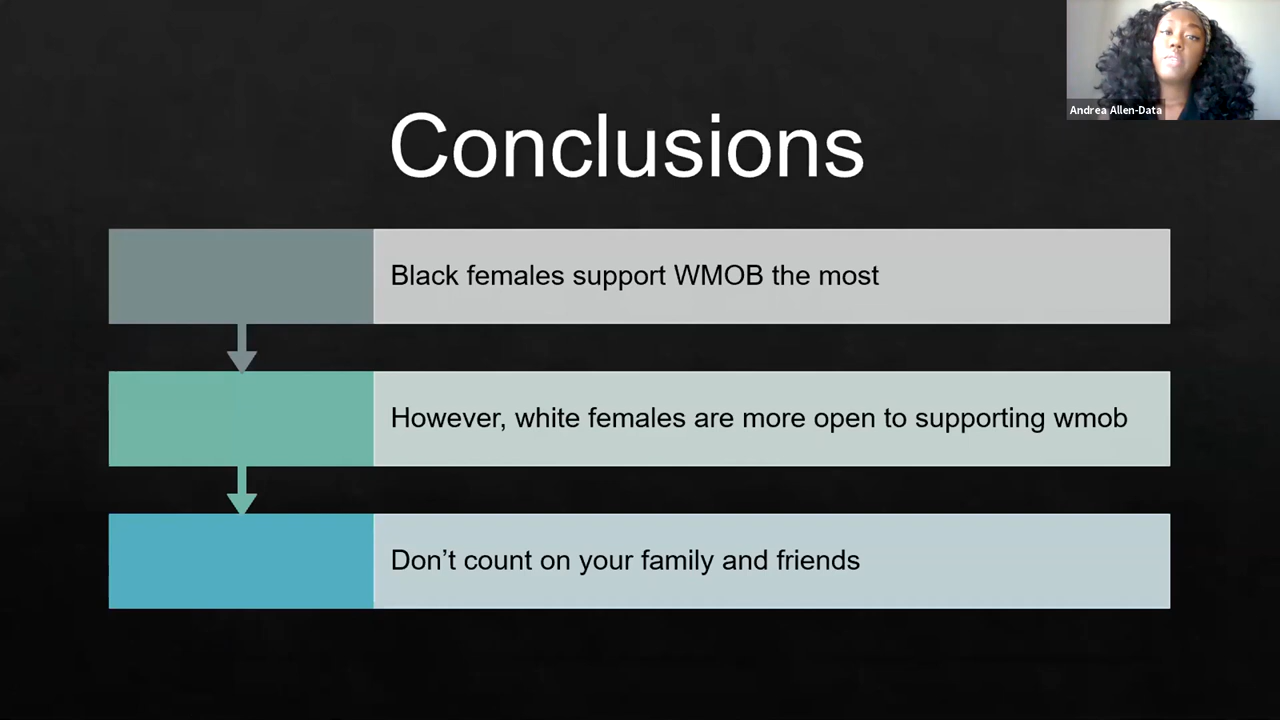 Andrea Allen-Data
Conclusions
Black females support WMOB the most
However, white females are more open to supporting wmob
Don’t count on your family and friends